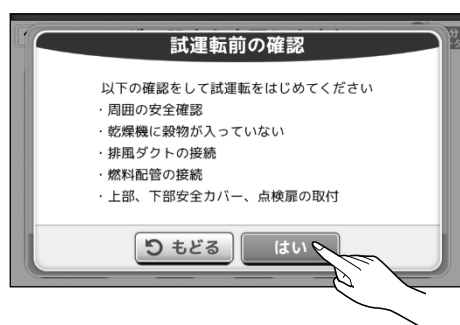 試運転前の確認
以下の確認をして試運転をはじめてください
・周囲の安全確認
・乾燥機に穀物が入っていない
・排風ダクトの接続
・燃料配管の接続
・上部、下部安全カバー、点検扉の取付
もどる
はい